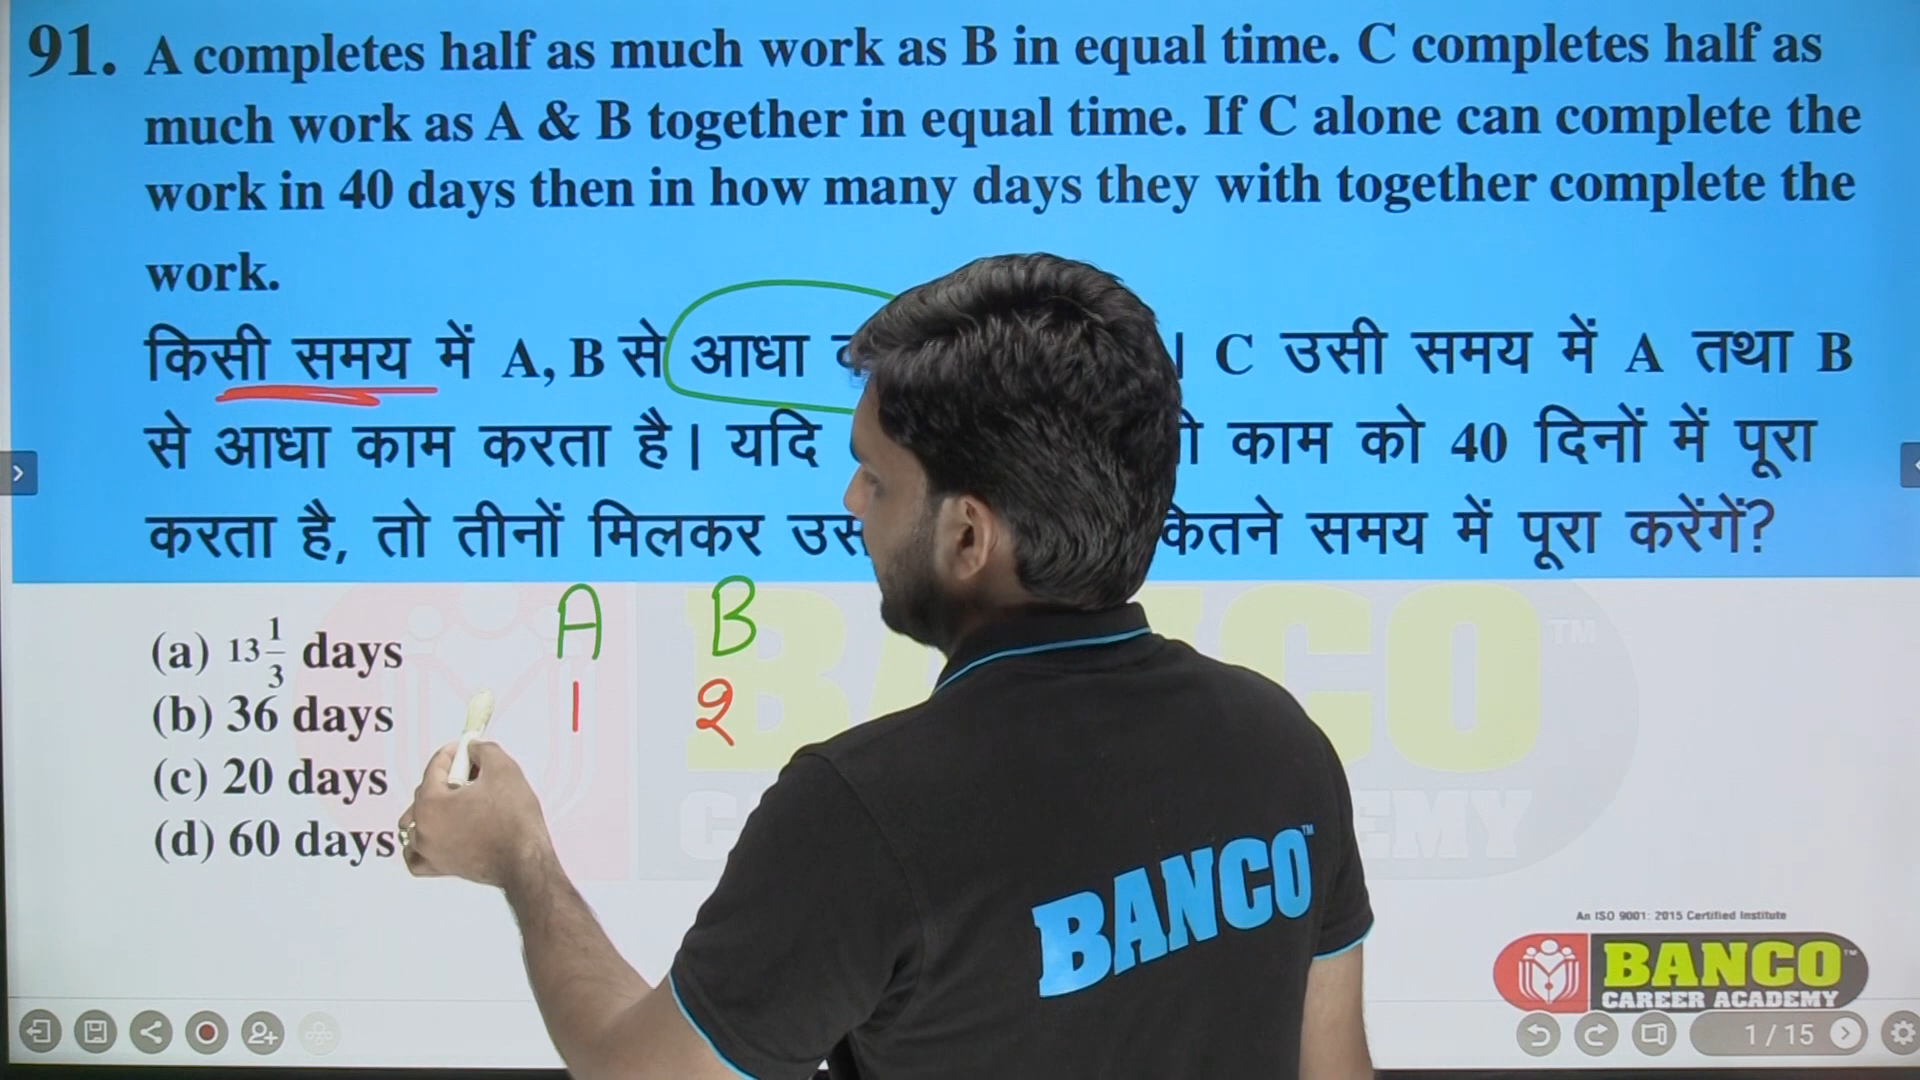 91. A completes half as much work as B in equal time. C completes half as
much work as A & B together in equal time. If C alone can complete the
work in 40 days then in how many days they with together complete the
work.
किसी समय में A, B से आधा । C उसी समय में A तथा B
से आधा काम करता है। यदि काम को 40 दिनों में पूरा
करता है, तो तीनों मिलकर कितने समय में पूरा करेंगें?
A B
(a) 13 1/3 days
1 2
(b) 36 days
(c) 20 days
(d) 60 days
BANCO TM
An ISO 9001: 2015 Certified Institute
BANCO TM
CAREER ACADEMY
1 / 15